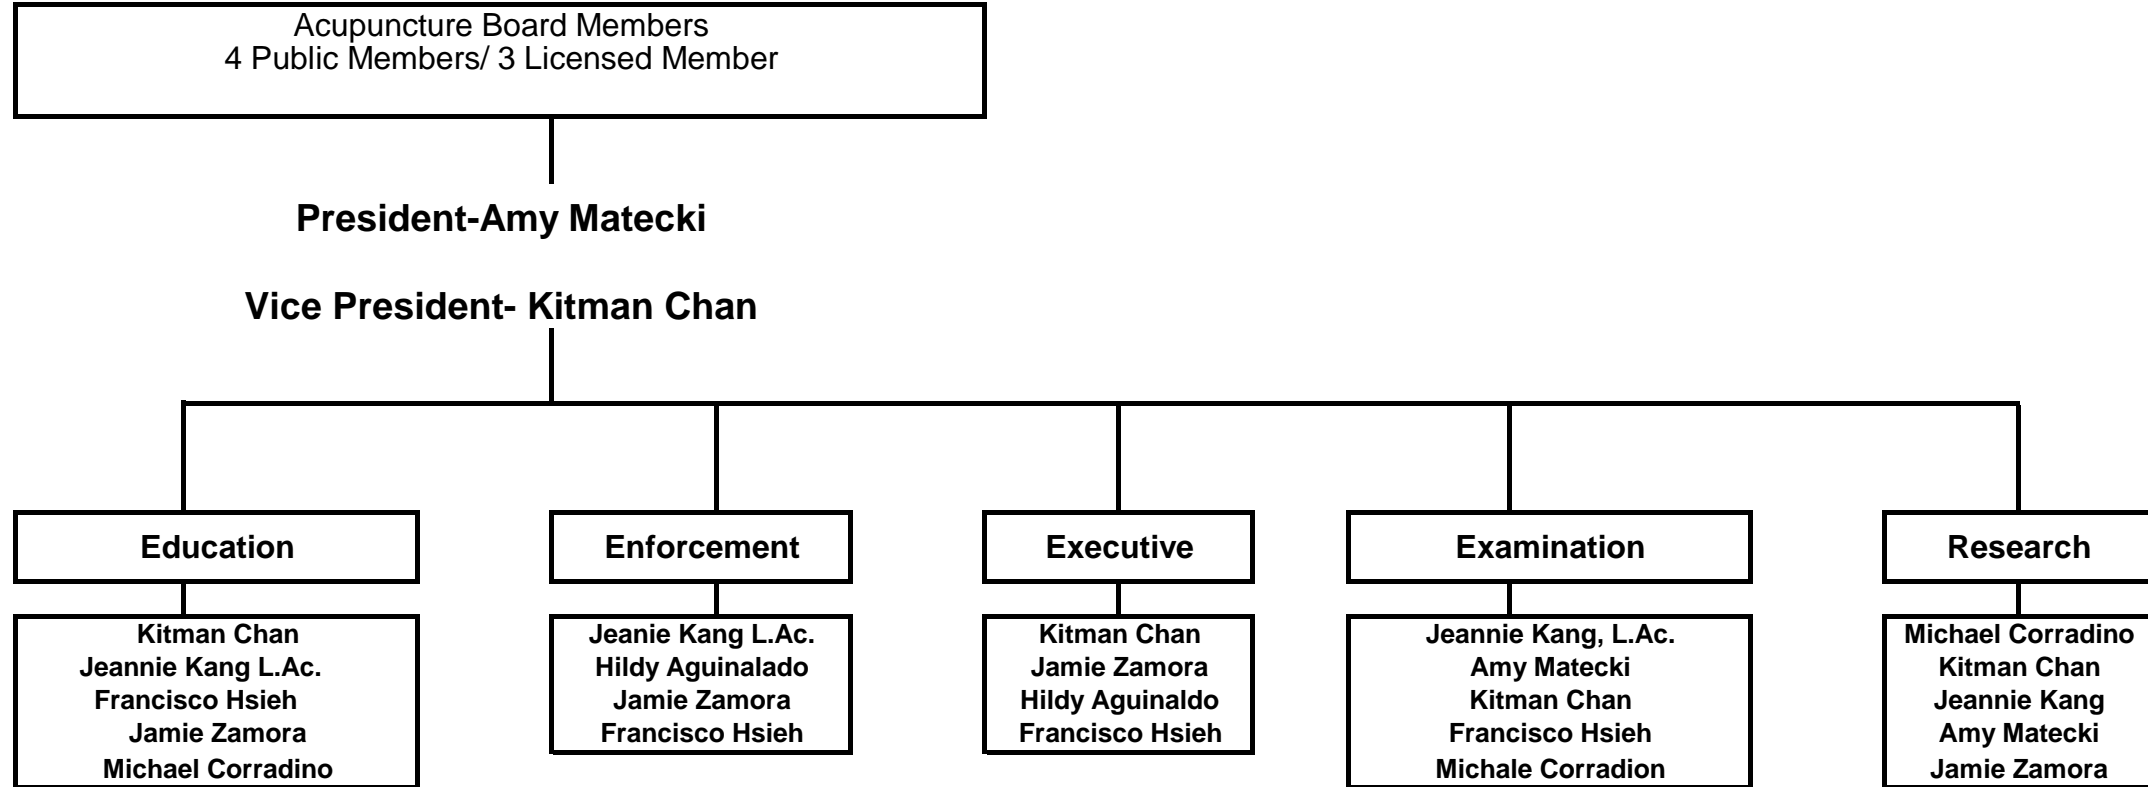 Acupuncture Board Members
4 Public Members/ 3 Licensed Member
President-Amy Matecki
Vice President- Kitman Chan
Education
Kitman Chan
Jeannie Kang L.Ac.
Francisco Hsieh
Jamie Zamora
Michael Corradino
Enforcement
Jeanie Kang L.Ac.
Hildy Aguinalado
Jamie Zamora
Francisco Hsieh
Executive
Kitman Chan
Jamie Zamora
Hildy Aguinaldo
Francisco Hsieh
Examination
Jeannie Kang, L.Ac.
Amy Matecki
Kitman Chan
Francisco Hsieh
Michale Corradion
Research
Michael Corradino
Kitman Chan
Jeannie Kang
Amy Matecki
Jamie Zamora